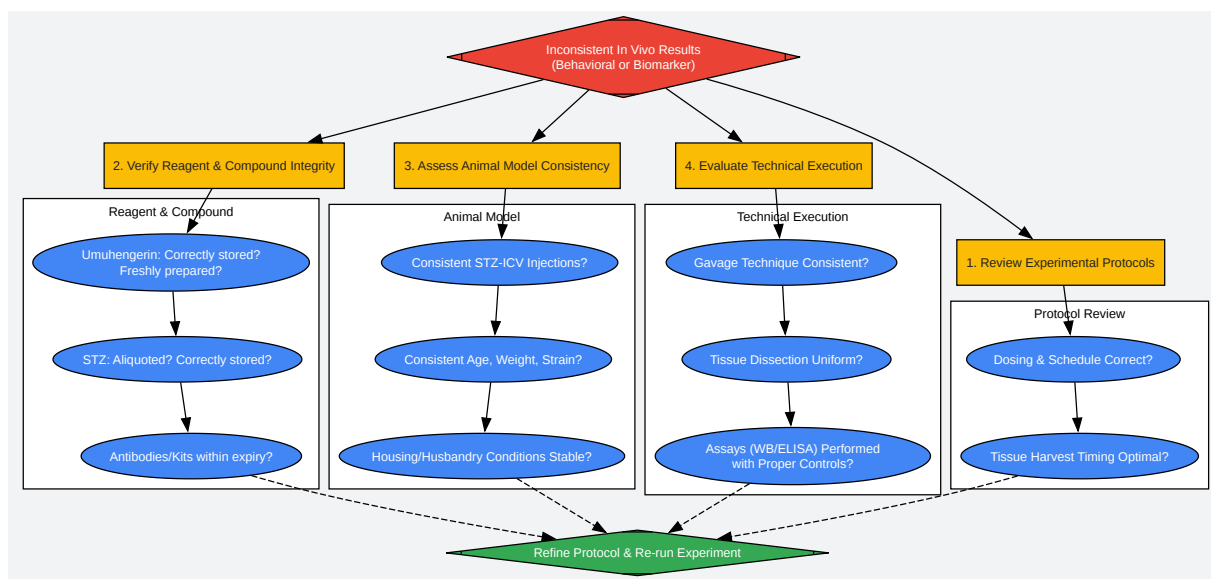 Inconsistent In Vivo Results
(Behavioral or Biomarker)
2. Verify Reagent & Compound Integrity
3. Assess Animal Model Consistency
4. Evaluate Technical Execution
Reagent & Compound
Umuhengerin: Correctly stored?
Freshly prepared?
STZ: Aliquoted? Correctly stored?
Antibodies/Kits within expiry?
Animal Model
Consistent STZ-ICV Injections?
Consistent Age, Weight, Strain?
Housing/Husbandry Conditions Stable?
Technical Execution
Gavage Technique Consistent?
Tissue Dissection Uniform?
Assays (WB/ELISA) Performed
with Proper Controls?
1. Review Experimental Protocols
Protocol Review
Dosing & Schedule Correct?
Tissue Harvest Timing Optimal?
Refine Protocol & Re-run Experiment